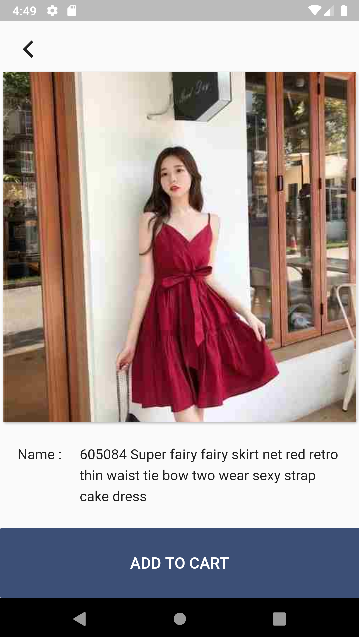 4:49
Name : 605084 Super fairy fairy skirt net red retro
thin waist tie bow two wear sexy strap
cake dress
ADD TO CART